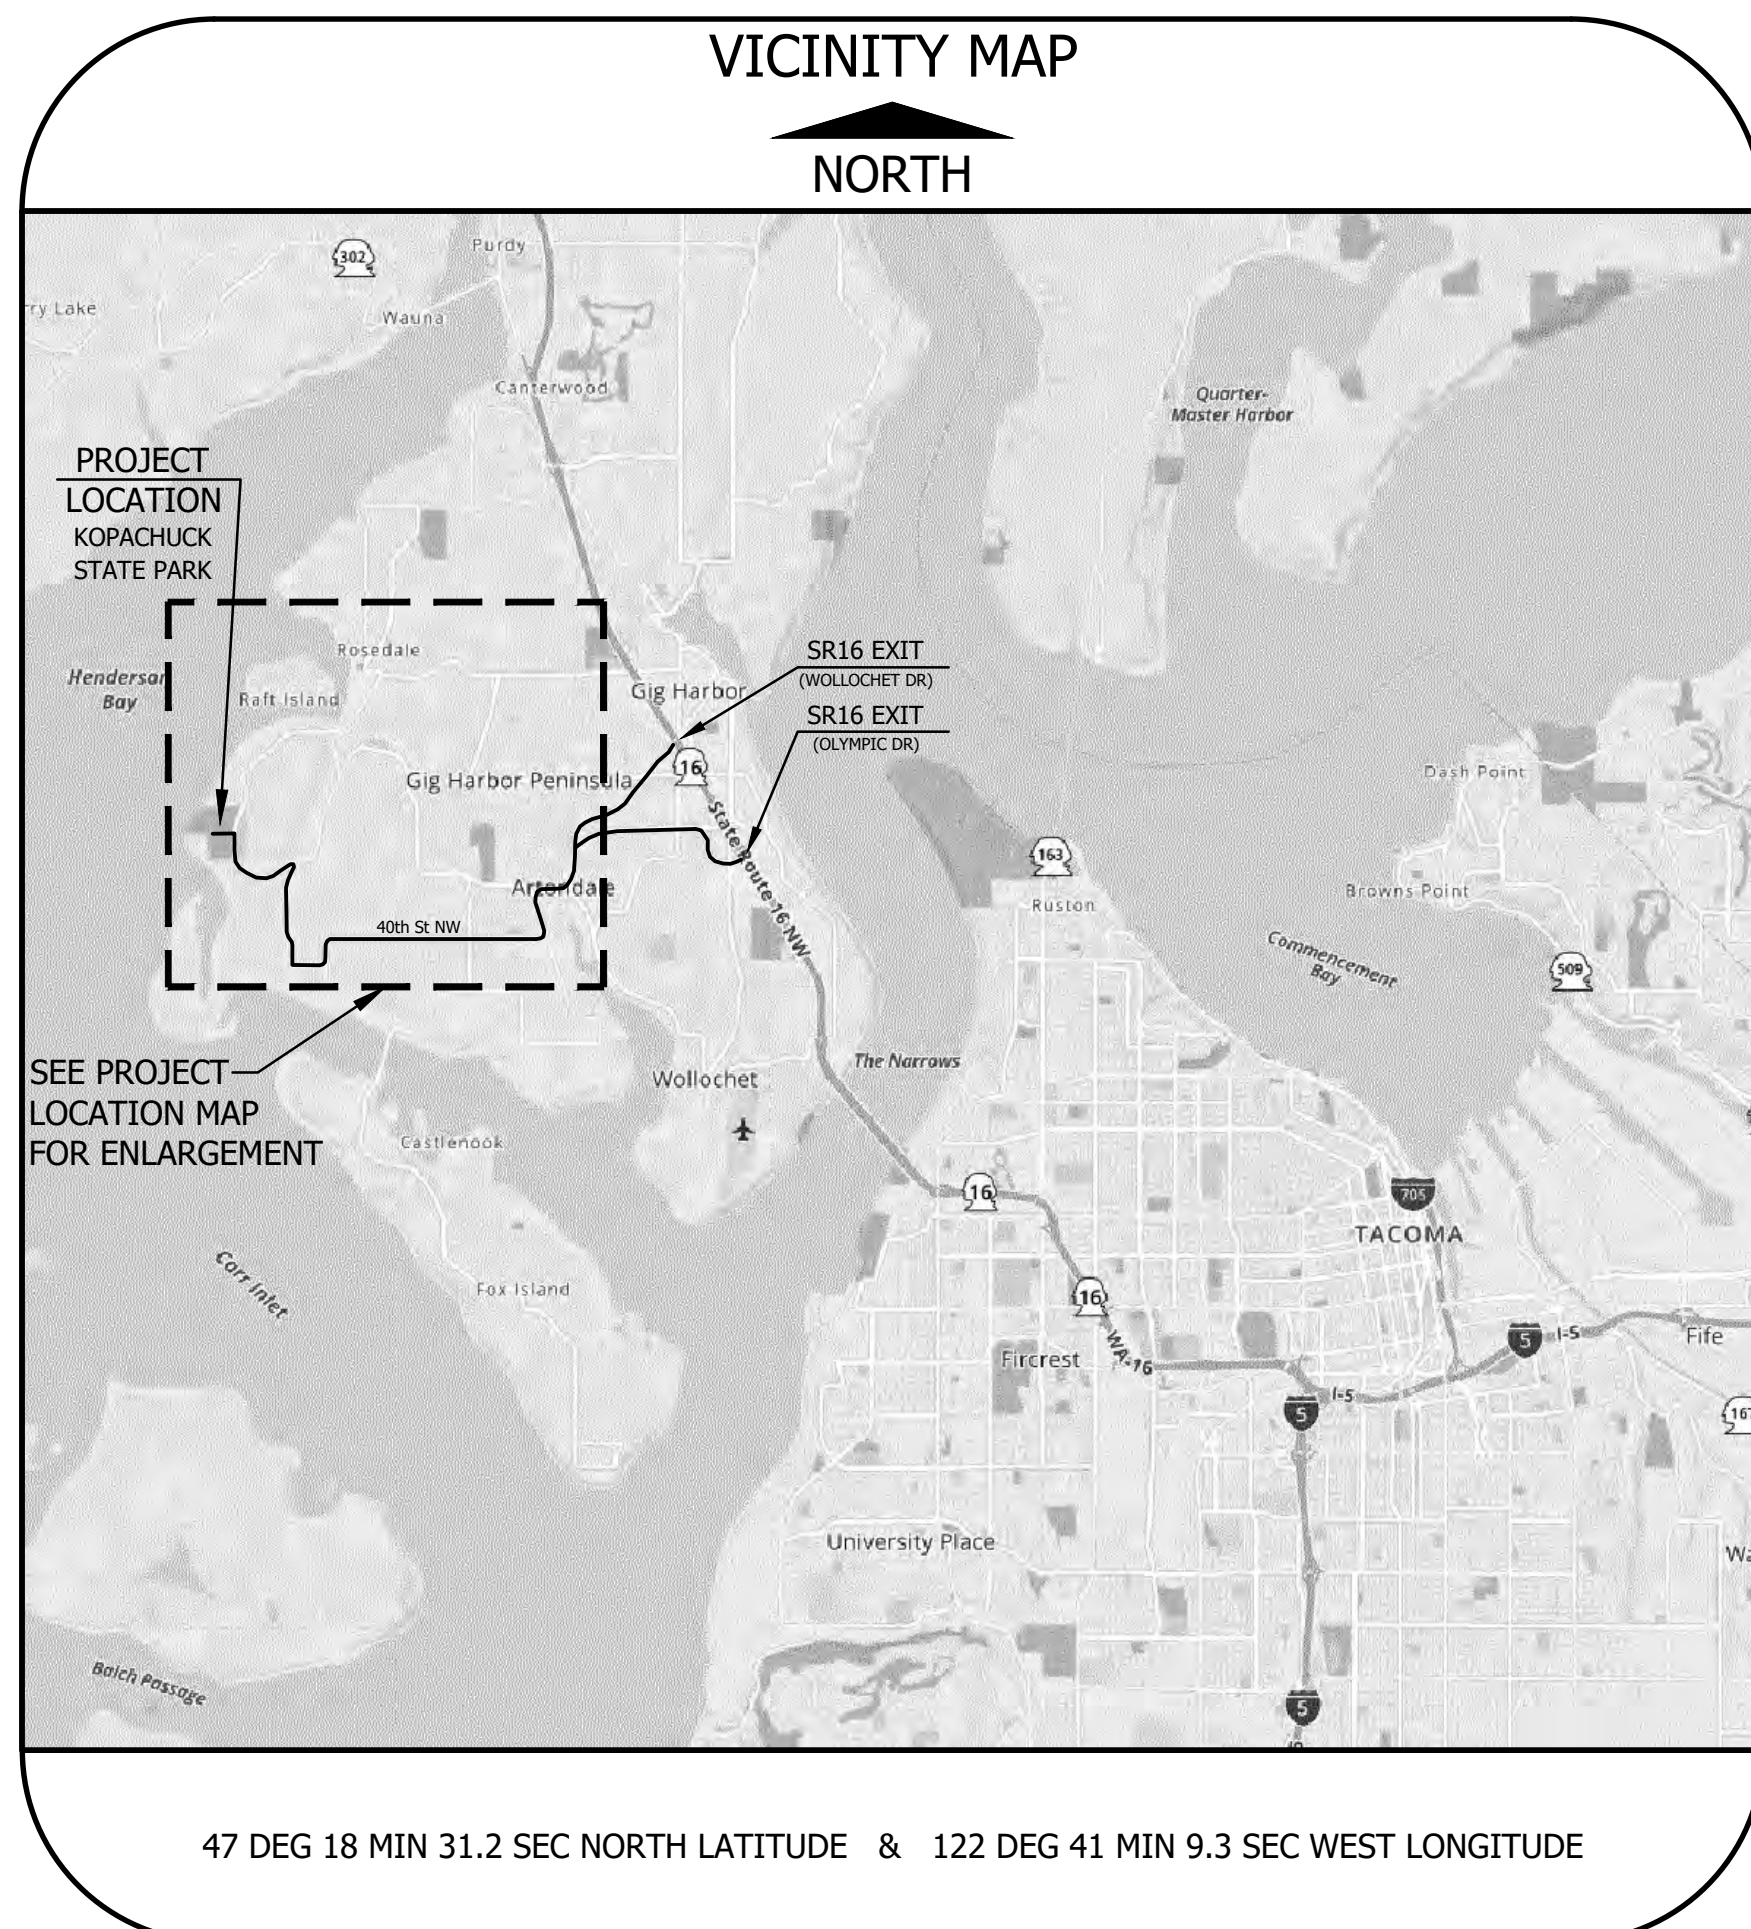 VICINITY MAP
NORTH
302
Purdy
rry Lake
Wauna
Canterwood
Quarter-
Master Harbor
PROJECT
LOCATION
KOPACHUCK
STATE PARK
Rosedale
Henderson
Bay
Raft Island
Gig Harbor
SR16 EXIT
(WOLLOCHET DR)
SR16 EXIT
(OLYMPIC DR)
16
Gig Harbor Peninsula
Dash Point
State Route 16 NW
163
Ruston
Artondale
Browns Point
40th St NW
Commencement
Bay
509
SEE PROJECT
LOCATION MAP
FOR ENLARGEMENT
The Narrows
Wollochet
Castlenook
16
705
TACOMA
Carr Inlet
Fox Island
16
WA-16
Fircrest
5
I-5
Fife
I-5
5
167
University Place
Wa
Balch Passage
5
47 DEG 18 MIN 31.2 SEC NORTH LATITUDE & 122 DEG 41 MIN 9.3 SEC WEST LONGITUDE